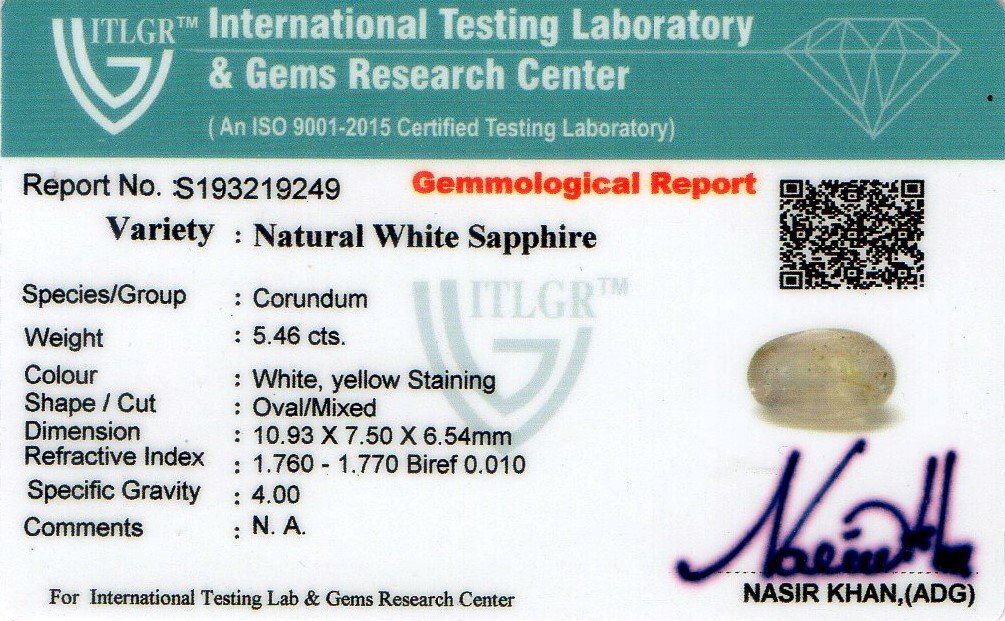 ITLGR™ International Testing Laboratory
& Gems Research Center
( An ISO 9001-2015 Certified Testing Laboratory)
Report No. :S193219249 Gemmological Report
Variety : Natural White Sapphire
ITLGR™
Species/Group : Corundum
Weight : 5.46 cts.
Colour : White, yellow Staining
Shape / Cut : Oval/Mixed
Dimension : 10.93 X 7.50 X 6.54mm
Refractive Index : 1.760 - 1.770 Biref 0.010
Specific Gravity : 4.00
Comments : N. A.
NASIR KHAN,(ADG)
For International Testing Lab & Gems Research Center